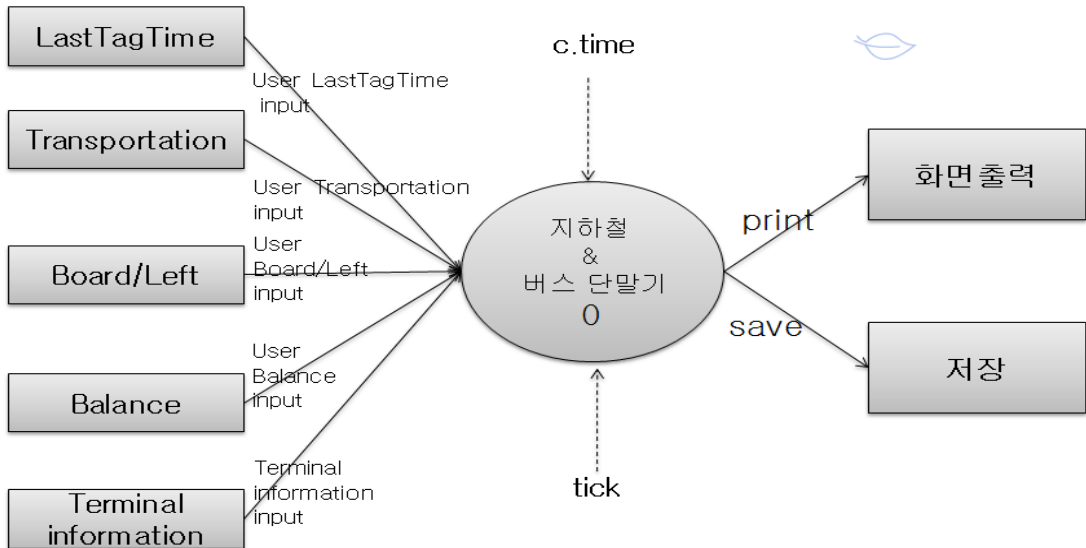 LastTagTime
User LastTagTime
input
Transportation
User Transportation
input
Board/Left
User
Board/Left
input
Balance
User
Balance
input
Terminal
information
Terminal
information
input
c.time
지하철
&
버스 단말기
0
tick
print
save
화면출력
저장